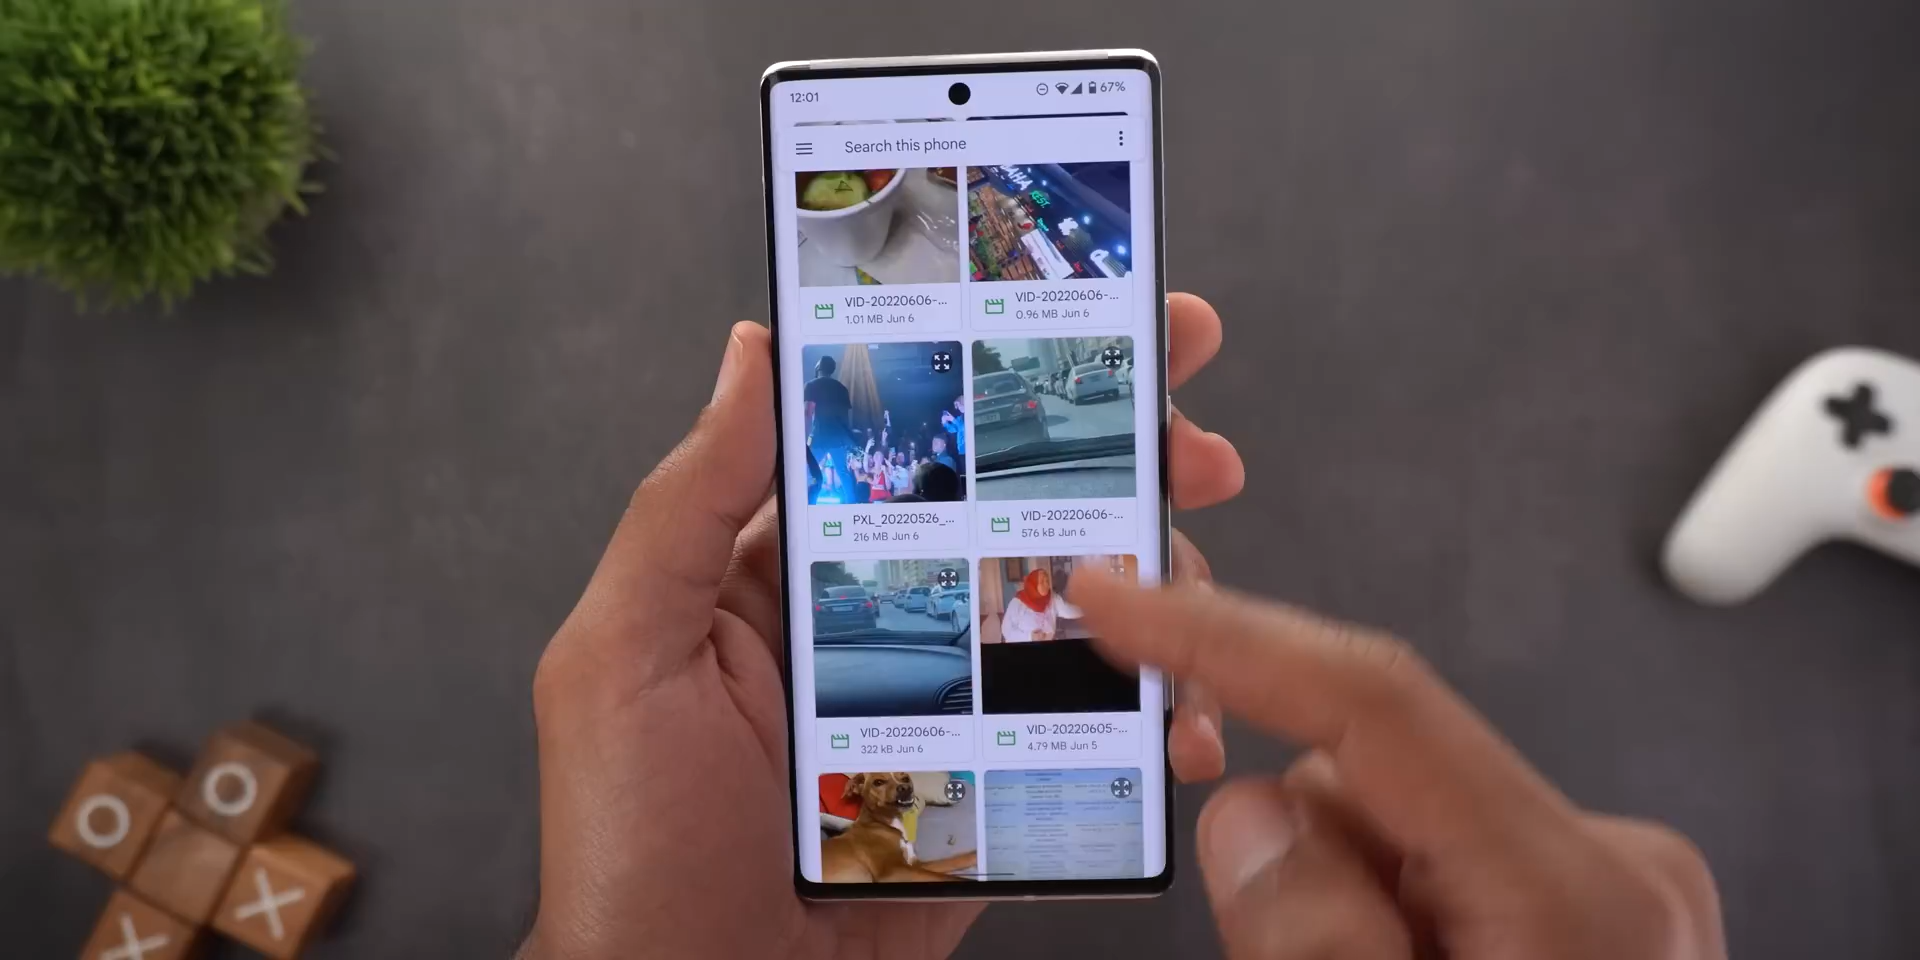 12:01
67%
Search this phone
AHA
FEST
VID-20220606-...
1.01 MB Jun 6
VID-20220606-...
0.96 MB Jun 6
PXL_20220526_...
216 MB Jun 6
VID-20220606-...
576 kB Jun 6
VID-20220606-...
322 kB Jun 6
VID-20220605-...
4.79 MB Jun 5
O
O
X
X